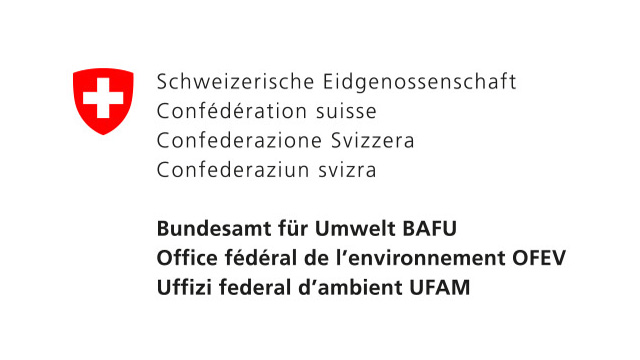 Schweizerische Eidgenossenschaft
Confédération suisse
Confederazione Svizzera
Confederaziun svizra
Bundesamt für Umwelt BAFU
Office fédéral de l’environnement OFEV
Uffizi federal d’ambient UFAM